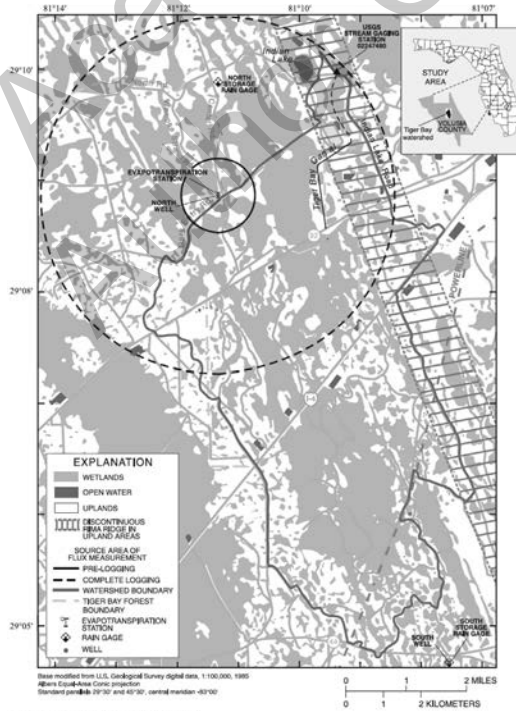 81°14'
81°12'
81°10'
81°07'
USGS
STREAM GAGING
STATION
02247480
Indian
Lake
29°10'
NORTH
STORAGE
RAIN GAGE
STUDY
AREA
VOLUSIA
COUNTY
Tiger Bay
watershed
EVAPOTRANSPIRATION
STATION
NORTH
WELL
Tiger Bay Canal
POWER LINE
29°08'
EXPLANATION
WETLANDS
OPEN WATER
UPLANDS
DISCONTINUOUS
RIMA RIDGE IN
UPLAND AREAS
SOURCE AREA OF
FLUX MEASUREMENT
PRE-LOGGING
COMPLETE LOGGING
WATERSHED BOUNDARY
TIGER BAY FOREST
BOUNDARY
EVAPOTRANSPIRATION
STATION
RAIN GAGE
WELL
29°05'
SOUTH
STORAGE
RAIN GAGE
SOUTH
WELL
Base modified from U.S. Geological Survey digital data, 1:100,000, 1985
Albers Equal-Area Conic projection
Standard parallels 29°30' and 45°30', central meridian -83°00'
0 1 2 MILES
0 1 2 KILOMETERS